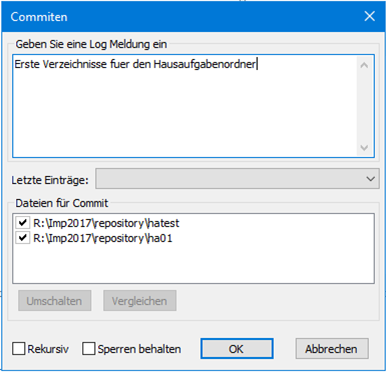 Commiten
Geben Sie eine Log Meldung ein
Erste Verzeichnisse fuer den Hausaufgabenordner
Letzte Einträge:
Dateien für Commit
R:\Imp2017\repository\hatest
R:\Imp2017\repository\ha01
Umschalten Vergleichen
Rekursiv Sperren behalten OK Abbrechen